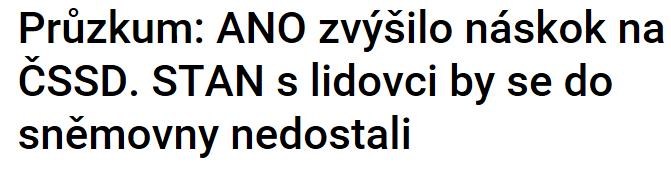 Průzkum: ANO zvýšilo náskok na
ČSSD. STAN s lidovci by se do
sněmovny nedostali